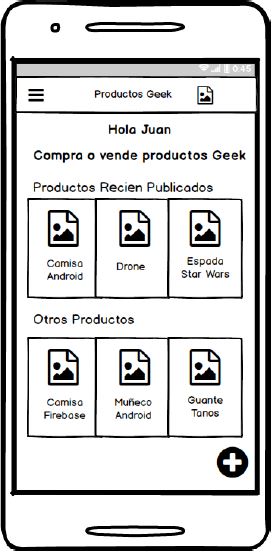 0:45
Productos Geek
Hola Juan
Compra o vende productos Geek
Productos Recien Publicados
Camisa
Android
Drone
Espada
Star Wars
Otros Productos
Camisa
Firebase
Muñeco
Android
Guante
Tanos